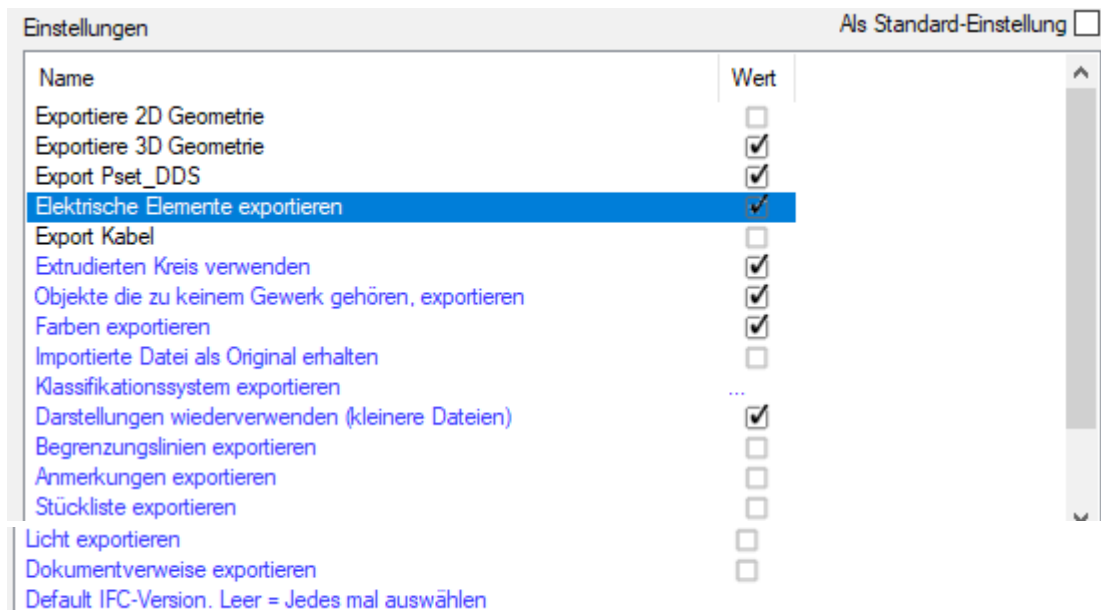 Einstellungen Als Standard-Einstellung
Name Wert
Exportiere 2D Geometrie
Exportiere 3D Geometrie
Export Pset_DDS
Elektrische Elemente exportieren
Export Kabel
Extrudierten Kreis verwenden
Objekte die zu keinem Gewerk gehören, exportieren
Farben exportieren
Importierte Datei als Original erhalten
Klassifikationssystem exportieren ...
Darstellungen wiederverwenden (kleinere Dateien)
Begrenzungslinien exportieren
Anmerkungen exportieren
Stückliste exportieren
Licht exportieren
Dokumentverweise exportieren
Default IFC-Version. Leer = Jedes mal auswählen